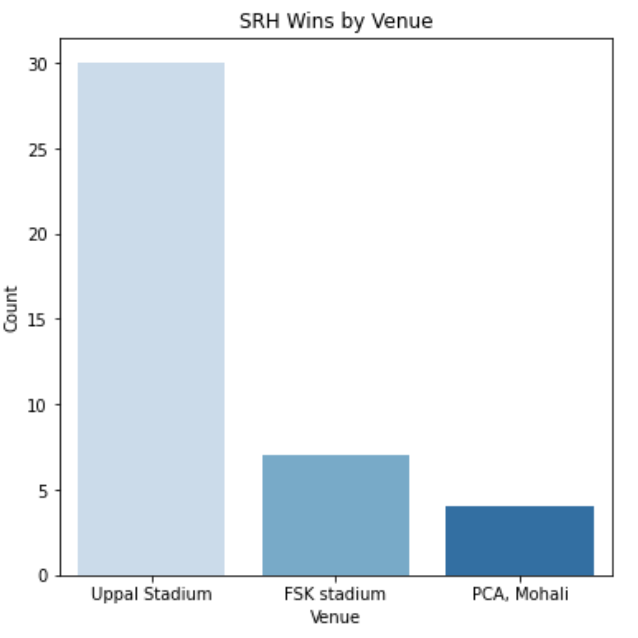 SRH Wins by Venue
Count
30
25
20
15
10
5
0
Uppal Stadium
FSK stadium
PCA, Mohali
Venue